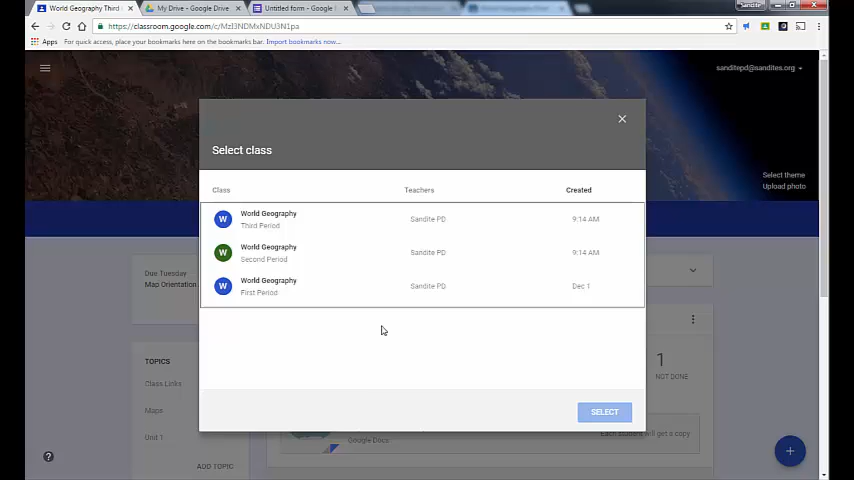 World Geography Third
My Drive - Google Drive
Untitled form - Google
Sandite
https://classroom.google.com/c/MzI3NDMxNDU3N1pa
Apps For quick access, place your bookmarks here on the bookmarks bar. Import bookmarks now...
sanditepd@sandites.org
Select class
Select theme
Upload photo
Class Teachers Created
W World Geography Sandite PD 9:14 AM
Third Period
W World Geography Sandite PD 9:14 AM
Second Period
W World Geography Sandite PD Dec 1
First Period
Due Tuesday
Map Orientation
TOPICS
Class Links
Maps
Unit 1
ADD TOPIC
1
NOT DONE
SELECT
Google Docs
Each student will get a copy